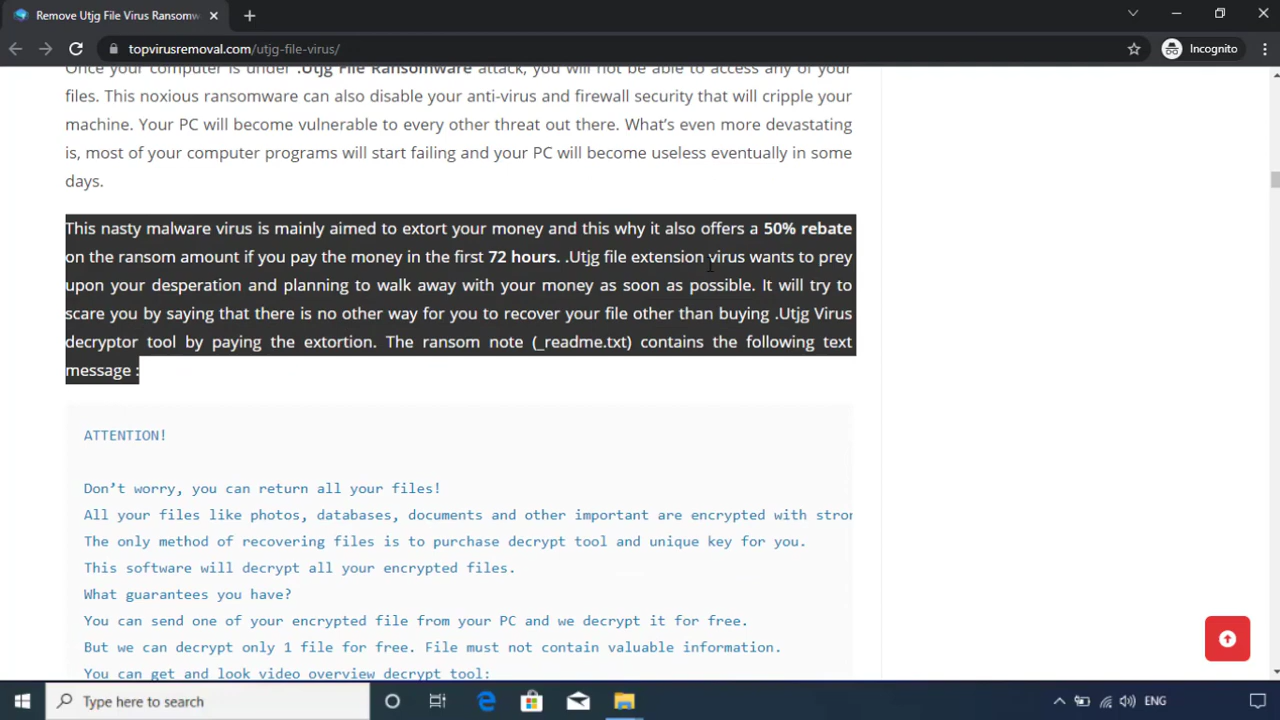 Remove Utjg File Virus Ransomw
topvirusremoval.com/utjg-file-virus/
Incognito
Once your computer is under .Utjg File Ransomware attack, you will not be able to access any of your
files. This noxious ransomware can also disable your anti-virus and firewall security that will cripple your
machine. Your PC will become vulnerable to every other threat out there. What’s even more devastating
is, most of your computer programs will start failing and your PC will become useless eventually in some
days.
This nasty malware virus is mainly aimed to extort your money and this why it also offers a 50% rebate
on the ransom amount if you pay the money in the first 72 hours. .Utjg file extension virus wants to prey
upon your desperation and planning to walk away with your money as soon as possible. It will try to
scare you by saying that there is no other way for you to recover your file other than buying .Utjg Virus
decryptor tool by paying the extortion. The ransom note (_readme.txt) contains the following text
message :
ATTENTION!
Don’t worry, you can return all your files!
All your files like photos, databases, documents and other important are encrypted with stron
The only method of recovering files is to purchase decrypt tool and unique key for you.
This software will decrypt all your encrypted files.
What guarantees you have?
You can send one of your encrypted file from your PC and we decrypt it for free.
But we can decrypt only 1 file for free. File must not contain valuable information.
You can get and look video overview decrypt tool:
Type here to search
ENG